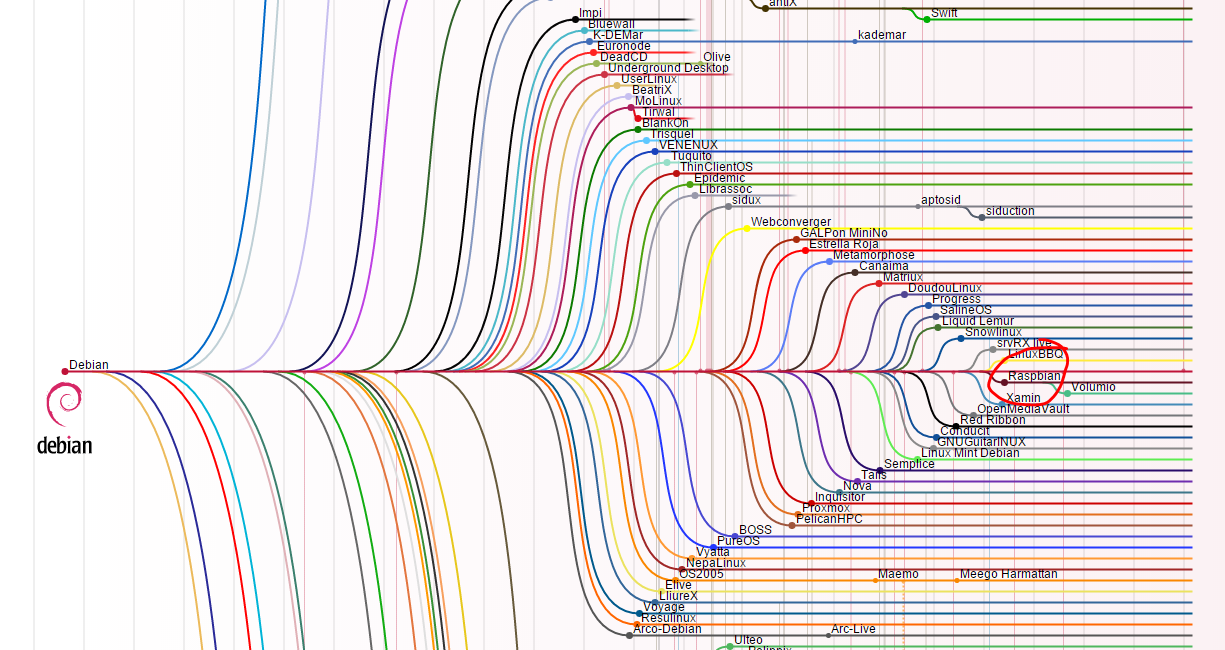 antiX
Impi
Swift
Bluewall
K-DEMar
kademar
Euronode
DeadCD
Olive
Underground Desktop
UserLinux
BeatriX
MoLinux
Tirwal
BlankOn
Trisquel
VENENUX
Tuquito
ThinClientOS
Epidemic
Librassoc
sidux
aptosid
siduction
Webconverger
GALPon MiniNo
Estrella Roja
Metamorphose
Canaima
Matriux
DoudouLinux
Progress
SalineOS
Liquid Lemur
Snowlinux
srvRX live
LinuxBBQ
Debian
Raspbian
Volumio
Xamin
OpenMediaVault
Red Ribbon
debian
Conducit
GNUGuitarINUX
Linux Mint Debian
Semplice
Tails
Nova
Inquisitor
Proxmox
PelicanHPC
BOSS
PureOS
Vyatta
NepaLinux
OS2005
Maemo
Meego Harmattan
Elive
LliureX
Voyage
Resulinux
Arco-Debian
Arc-Live
Ulteo